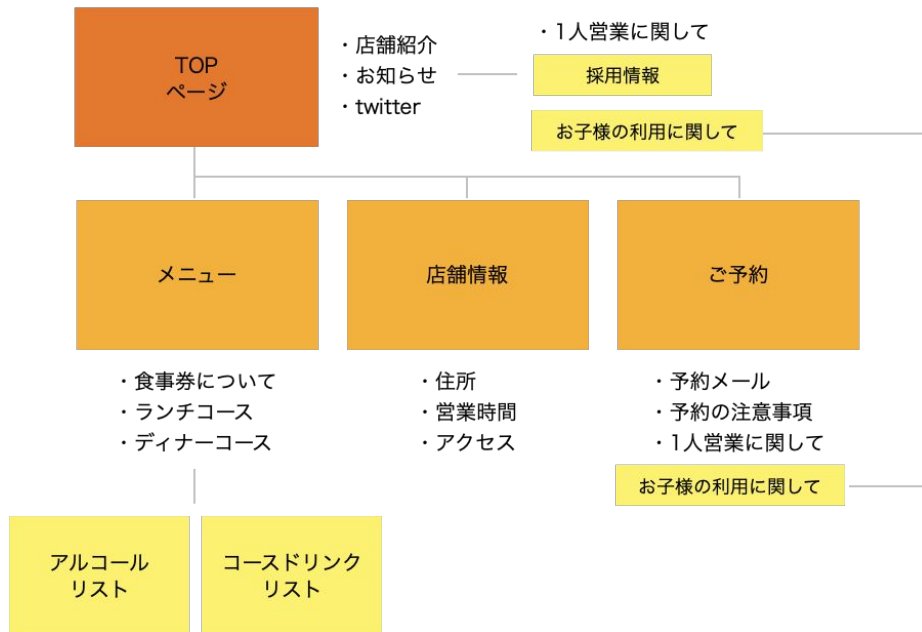 TOP
ページ
・店舗紹介
・お知らせ
・twitter
・1人営業に関して
採用情報
お子様の利用に関して
メニュー
店舗情報
ご予約
・食事券について
・ランチコース
・ディナーコース
・住所
・営業時間
・アクセス
・予約メール
・予約の注意事項
・1人営業に関して
お子様の利用に関して
アルコール
リスト
コースドリンク
リスト